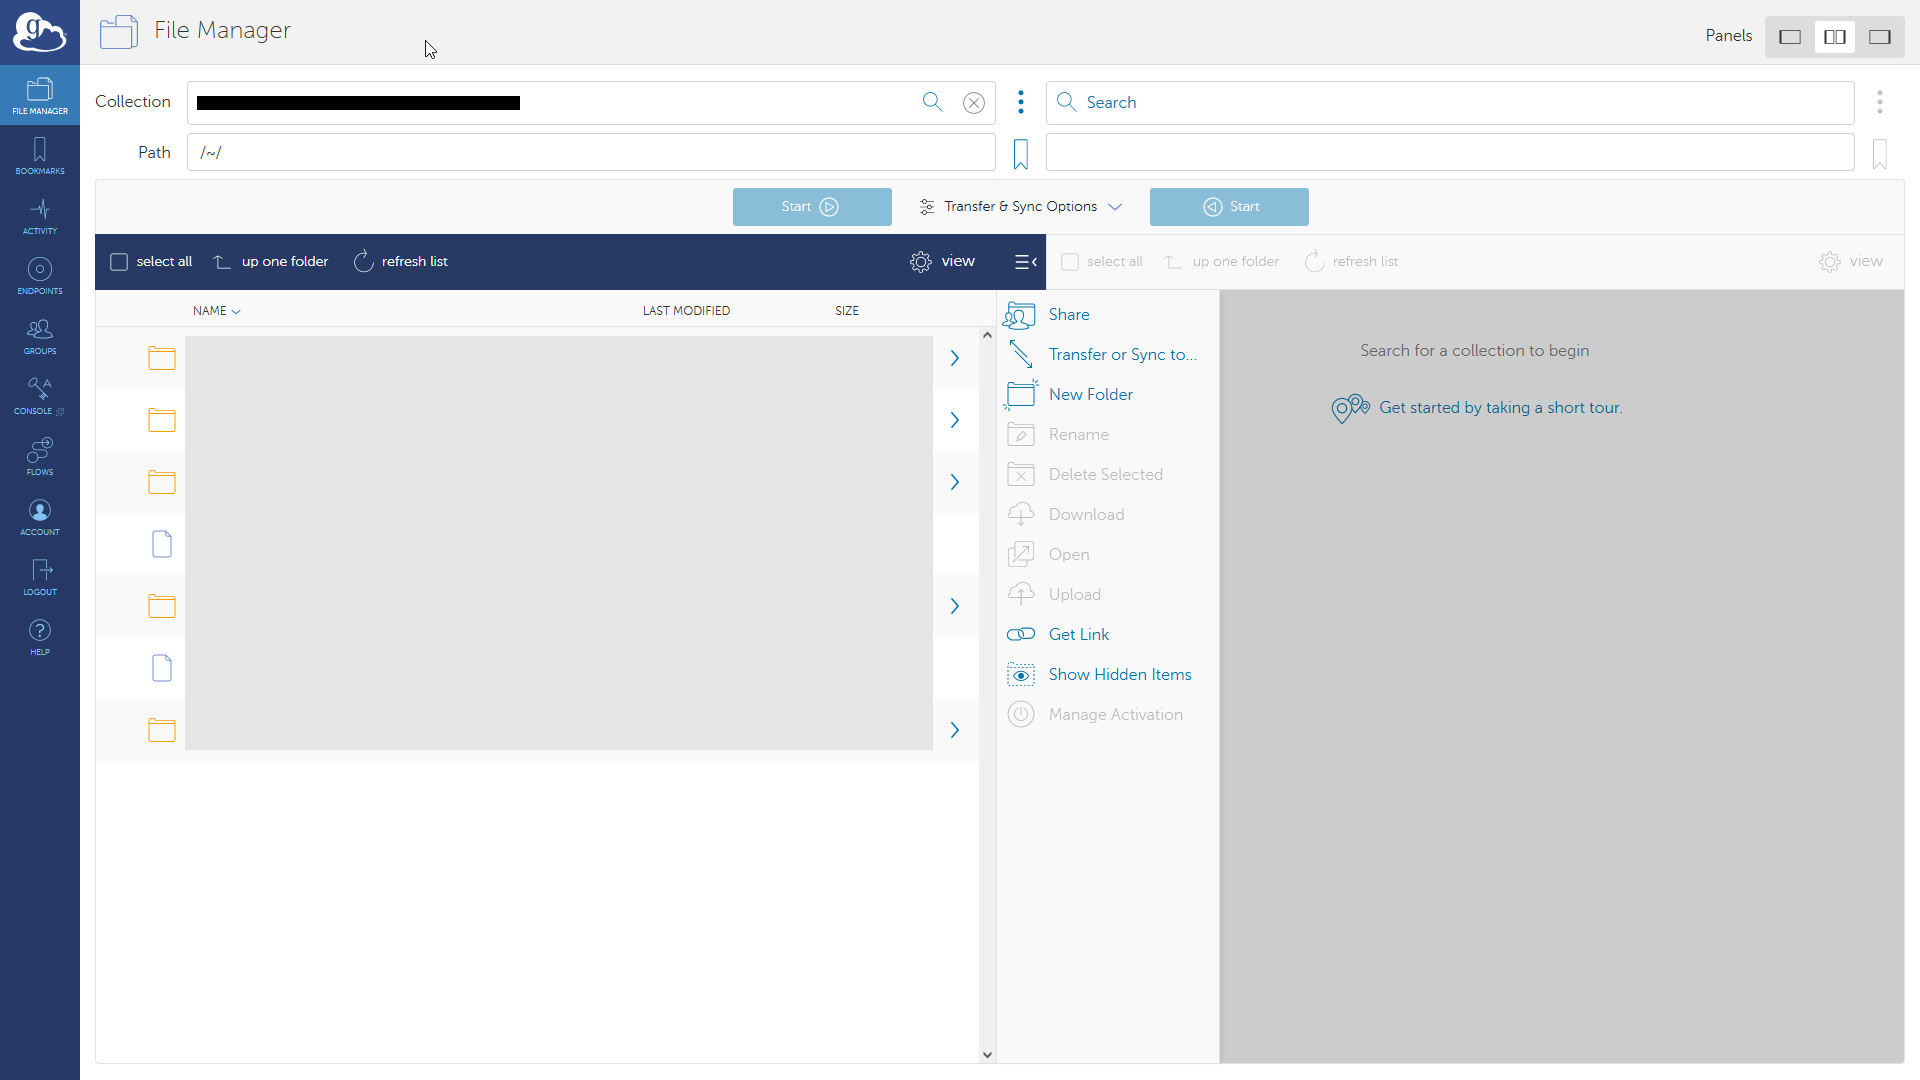 g
File Manager
Panels
FILE MANAGER
BOOKMARKS
ACTIVITY
ENDPOINTS
GROUPS
CONSOLE
FLOWS
ACCOUNT
LOGOUT
HELP
Collection
Search
Path
/~/
Start
Transfer & Sync Options
Start
select all
up one folder
refresh list
view
select all
up one folder
refresh list
view
NAME
LAST MODIFIED
SIZE
Share
Transfer or Sync to...
New Folder
Rename
Delete Selected
Download
Open
Upload
Get Link
Show Hidden Items
Manage Activation
Search for a collection to begin
Get started by taking a short tour.